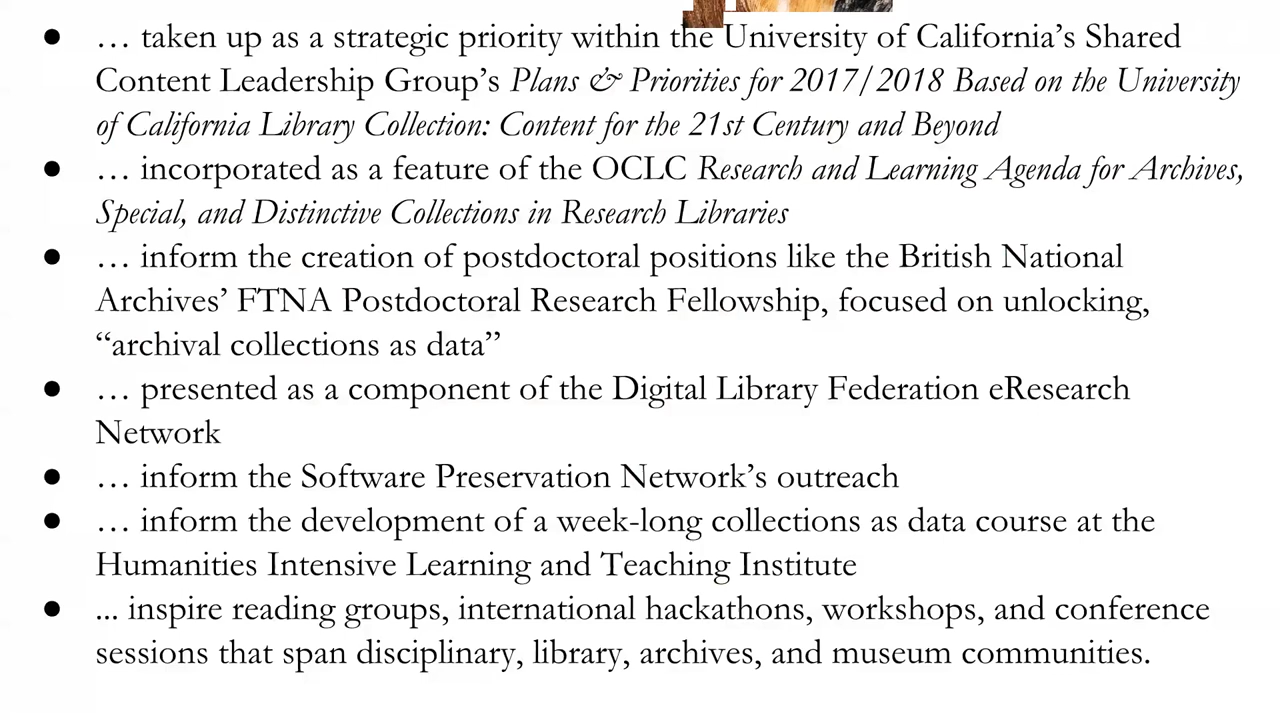 ● … taken up as a strategic priority within the University of California’s Shared
Content Leadership Group’s Plans & Priorities for 2017/2018 Based on the University
of California Library Collection: Content for the 21st Century and Beyond
● … incorporated as a feature of the OCLC Research and Learning Agenda for Archives,
Special, and Distinctive Collections in Research Libraries
● … inform the creation of postdoctoral positions like the British National
Archives’ FTNA Postdoctoral Research Fellowship, focused on unlocking,
“archival collections as data”
● … presented as a component of the Digital Library Federation eResearch
Network
● … inform the Software Preservation Network’s outreach
● … inform the development of a week-long collections as data course at the
Humanities Intensive Learning and Teaching Institute
● ... inspire reading groups, international hackathons, workshops, and conference
sessions that span disciplinary, library, archives, and museum communities.